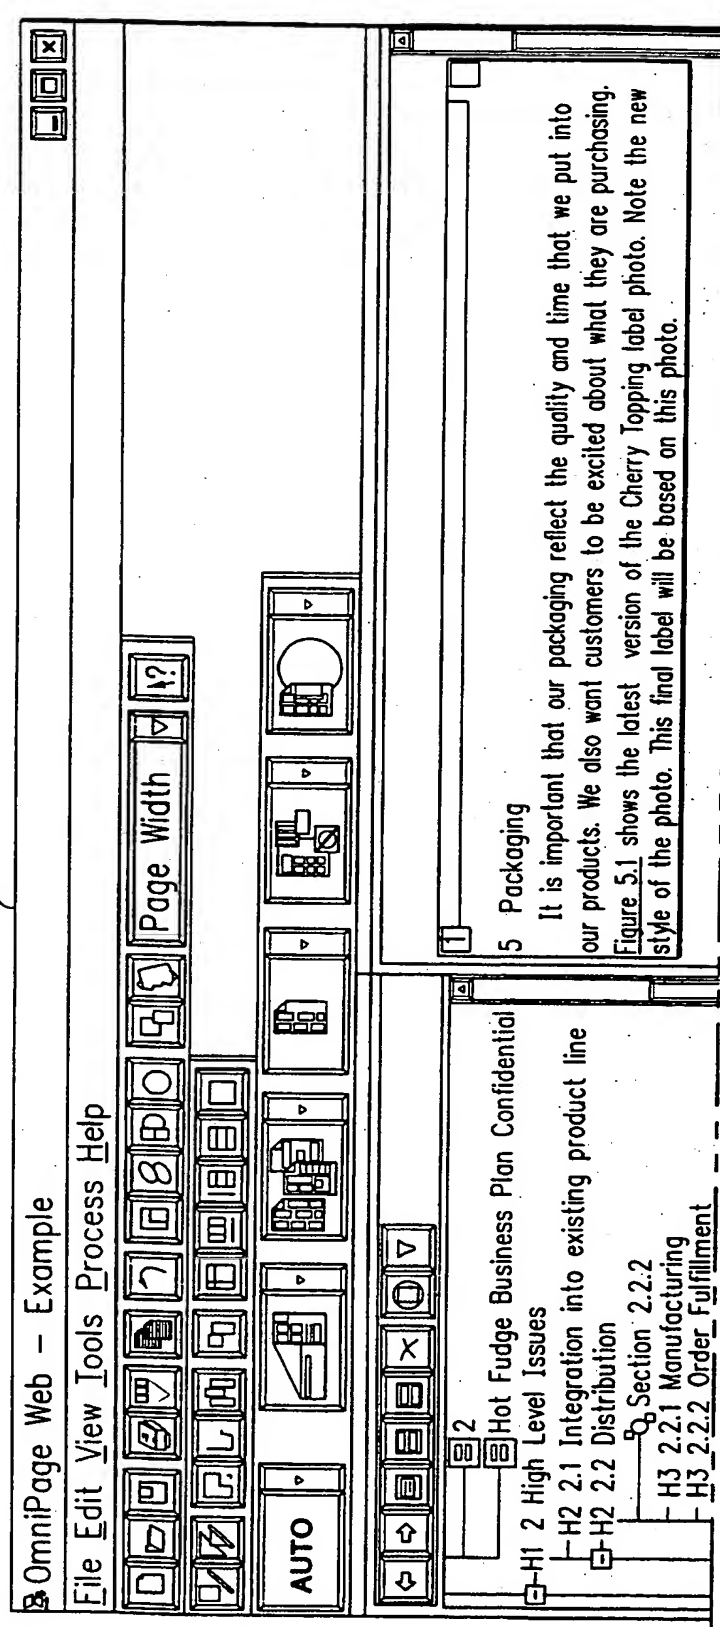 OmniPage Web – Example
File Edit View Tools Process Help
Page Width
?
AUTO
2
Hot Fudge Business Plan Confidential
H1 2 High Level Issues
H2 2.1 Integration into existing product line
H2 2.2 Distribution
Section 2.2.2
H3 2.2.1 Manufacturing
H3 2.2.2 Order Fulfillment
1
5 Packaging
It is important that our packaging reflect the quality and time that we put into
our products. We also want customers to be excited about what they are purchasing.
Figure 5.1 shows the latest version of the Cherry Topping label photo. Note the new
style of the photo. This final label will be based on this photo.